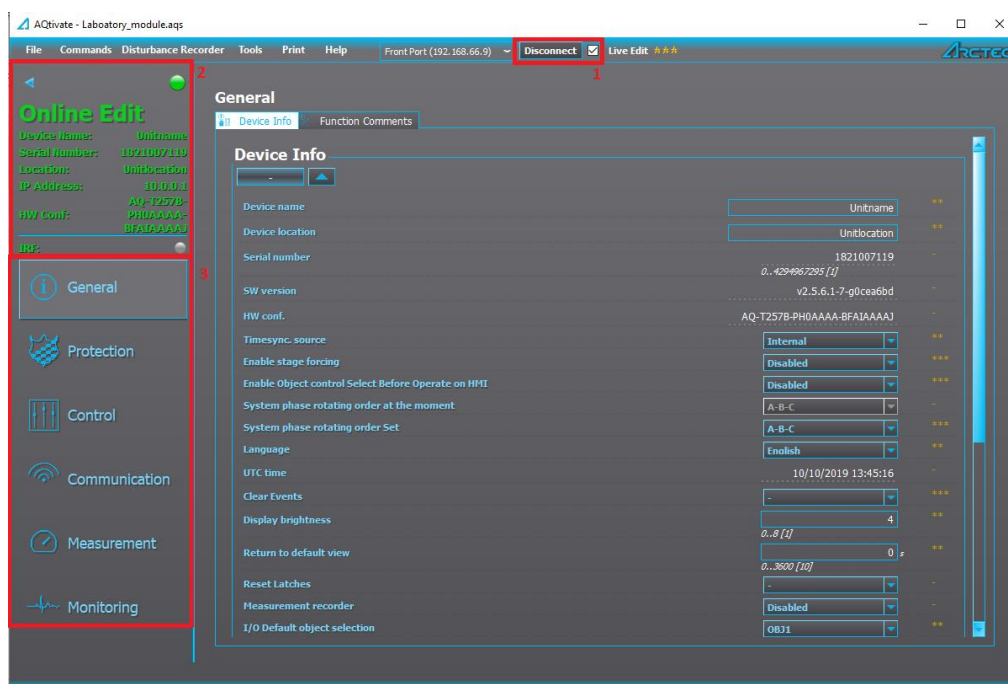 AQtivate - Laboatory_module.aqs
File Commands Disturbance Recorder Tools Print Help Front Port (192.168.66.9) Disconnect Live Edit ***
ARCTEQ
1
2
Online Edit
Device Name: Unitname
Serial Number: 1821007119
Location: Unitlocation
IP Address: 10.0.0.1
HW Conf: AQ-T257B-
PH0AAAA-
BFAIAAAAJ
IRF:
3
General
Protection
Control
Communication
Measurement
Monitoring
General
Device Info Function Comments
Device Info
-
Device name Unitname **
Device location Unitlocation **
Serial number 1821007119 -
0..4294967295 [1]
SW version v2.5.6.1-7-g0cea6bd -
HW conf. AQ-T257B-PH0AAAA-BFAIAAAAJ -
Timesync. source Internal **
Enable stage forcing Disabled ***
Enable Object control Select Before Operate on HMI Disabled ***
System phase rotating order at the moment A-B-C -
System phase rotating order Set A-B-C ***
Language English **
UTC time 10/10/2019 13:45:16 -
Clear Events - ***
Display brightness 4 **
0..8 [1]
Return to default view 0 s **
0..3600 [10]
Reset Latches - -
Measurement recorder Disabled -
I/O Default object selection OBJ1 **